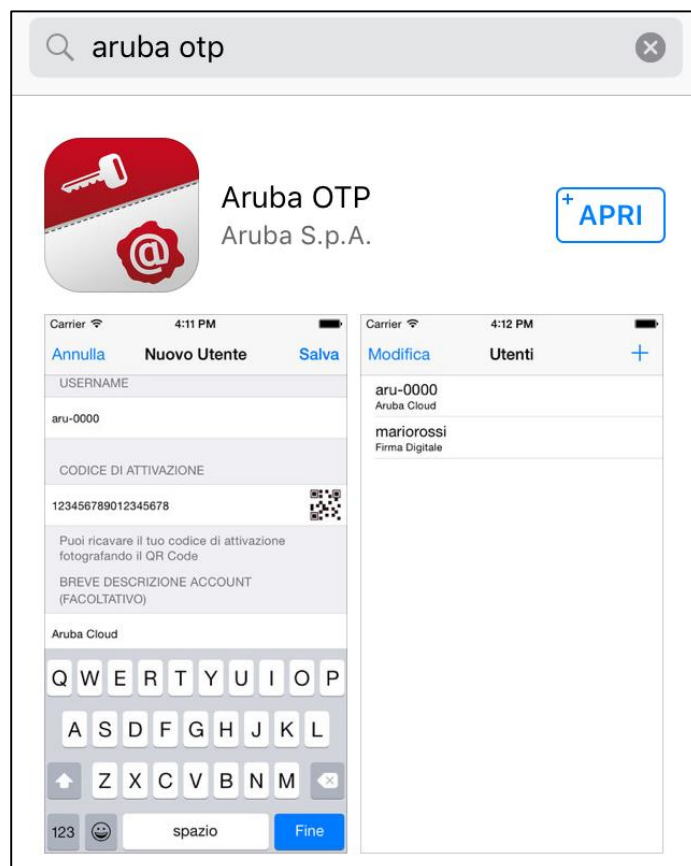 aruba otp
Aruba OTP
Aruba S.p.A.
+ APRI
@
Carrier 4:11 PM
Annulla Nuovo Utente Salva
USERNAME
aru-0000
CODICE DI ATTIVAZIONE
123456789012345678
Puoi ricavare il tuo codice di attivazione
fotografando il QR Code
BREVE DESCRIZIONE ACCOUNT
(FACOLTATIVO)
Aruba Cloud
Q W E R T Y U I O P
A S D F G H J K L
Z X C V B N M
123 spazio Fine
Carrier 4:12 PM
Modifica Utenti +
aru-0000
Aruba Cloud
mariorossi
Firma Digitale